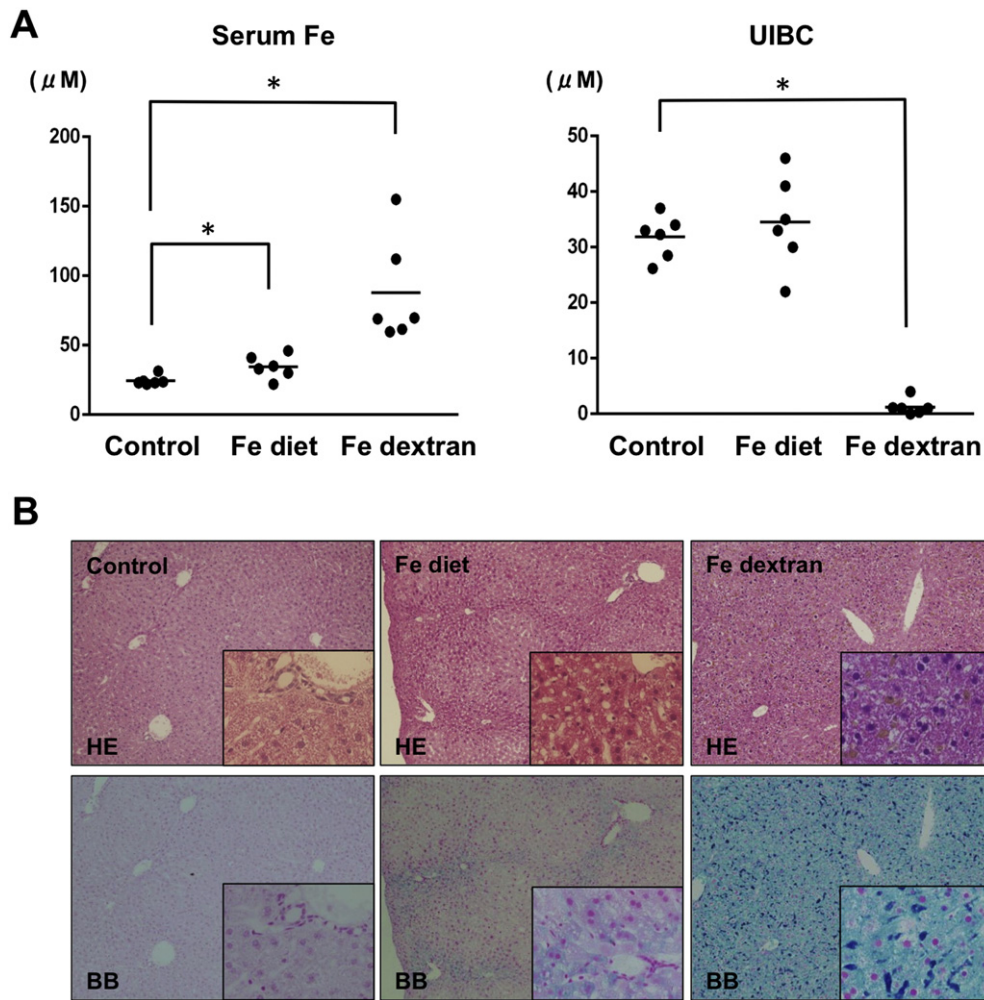 A
Serum Fe
UIBC
(μM)
(μM)
*
*
*
200
150
100
50
0
50
40
30
20
10
0
Control Fe diet Fe dextran
Control Fe diet Fe dextran
B
Control Fe diet Fe dextran
HE HE HE
BB BB BB